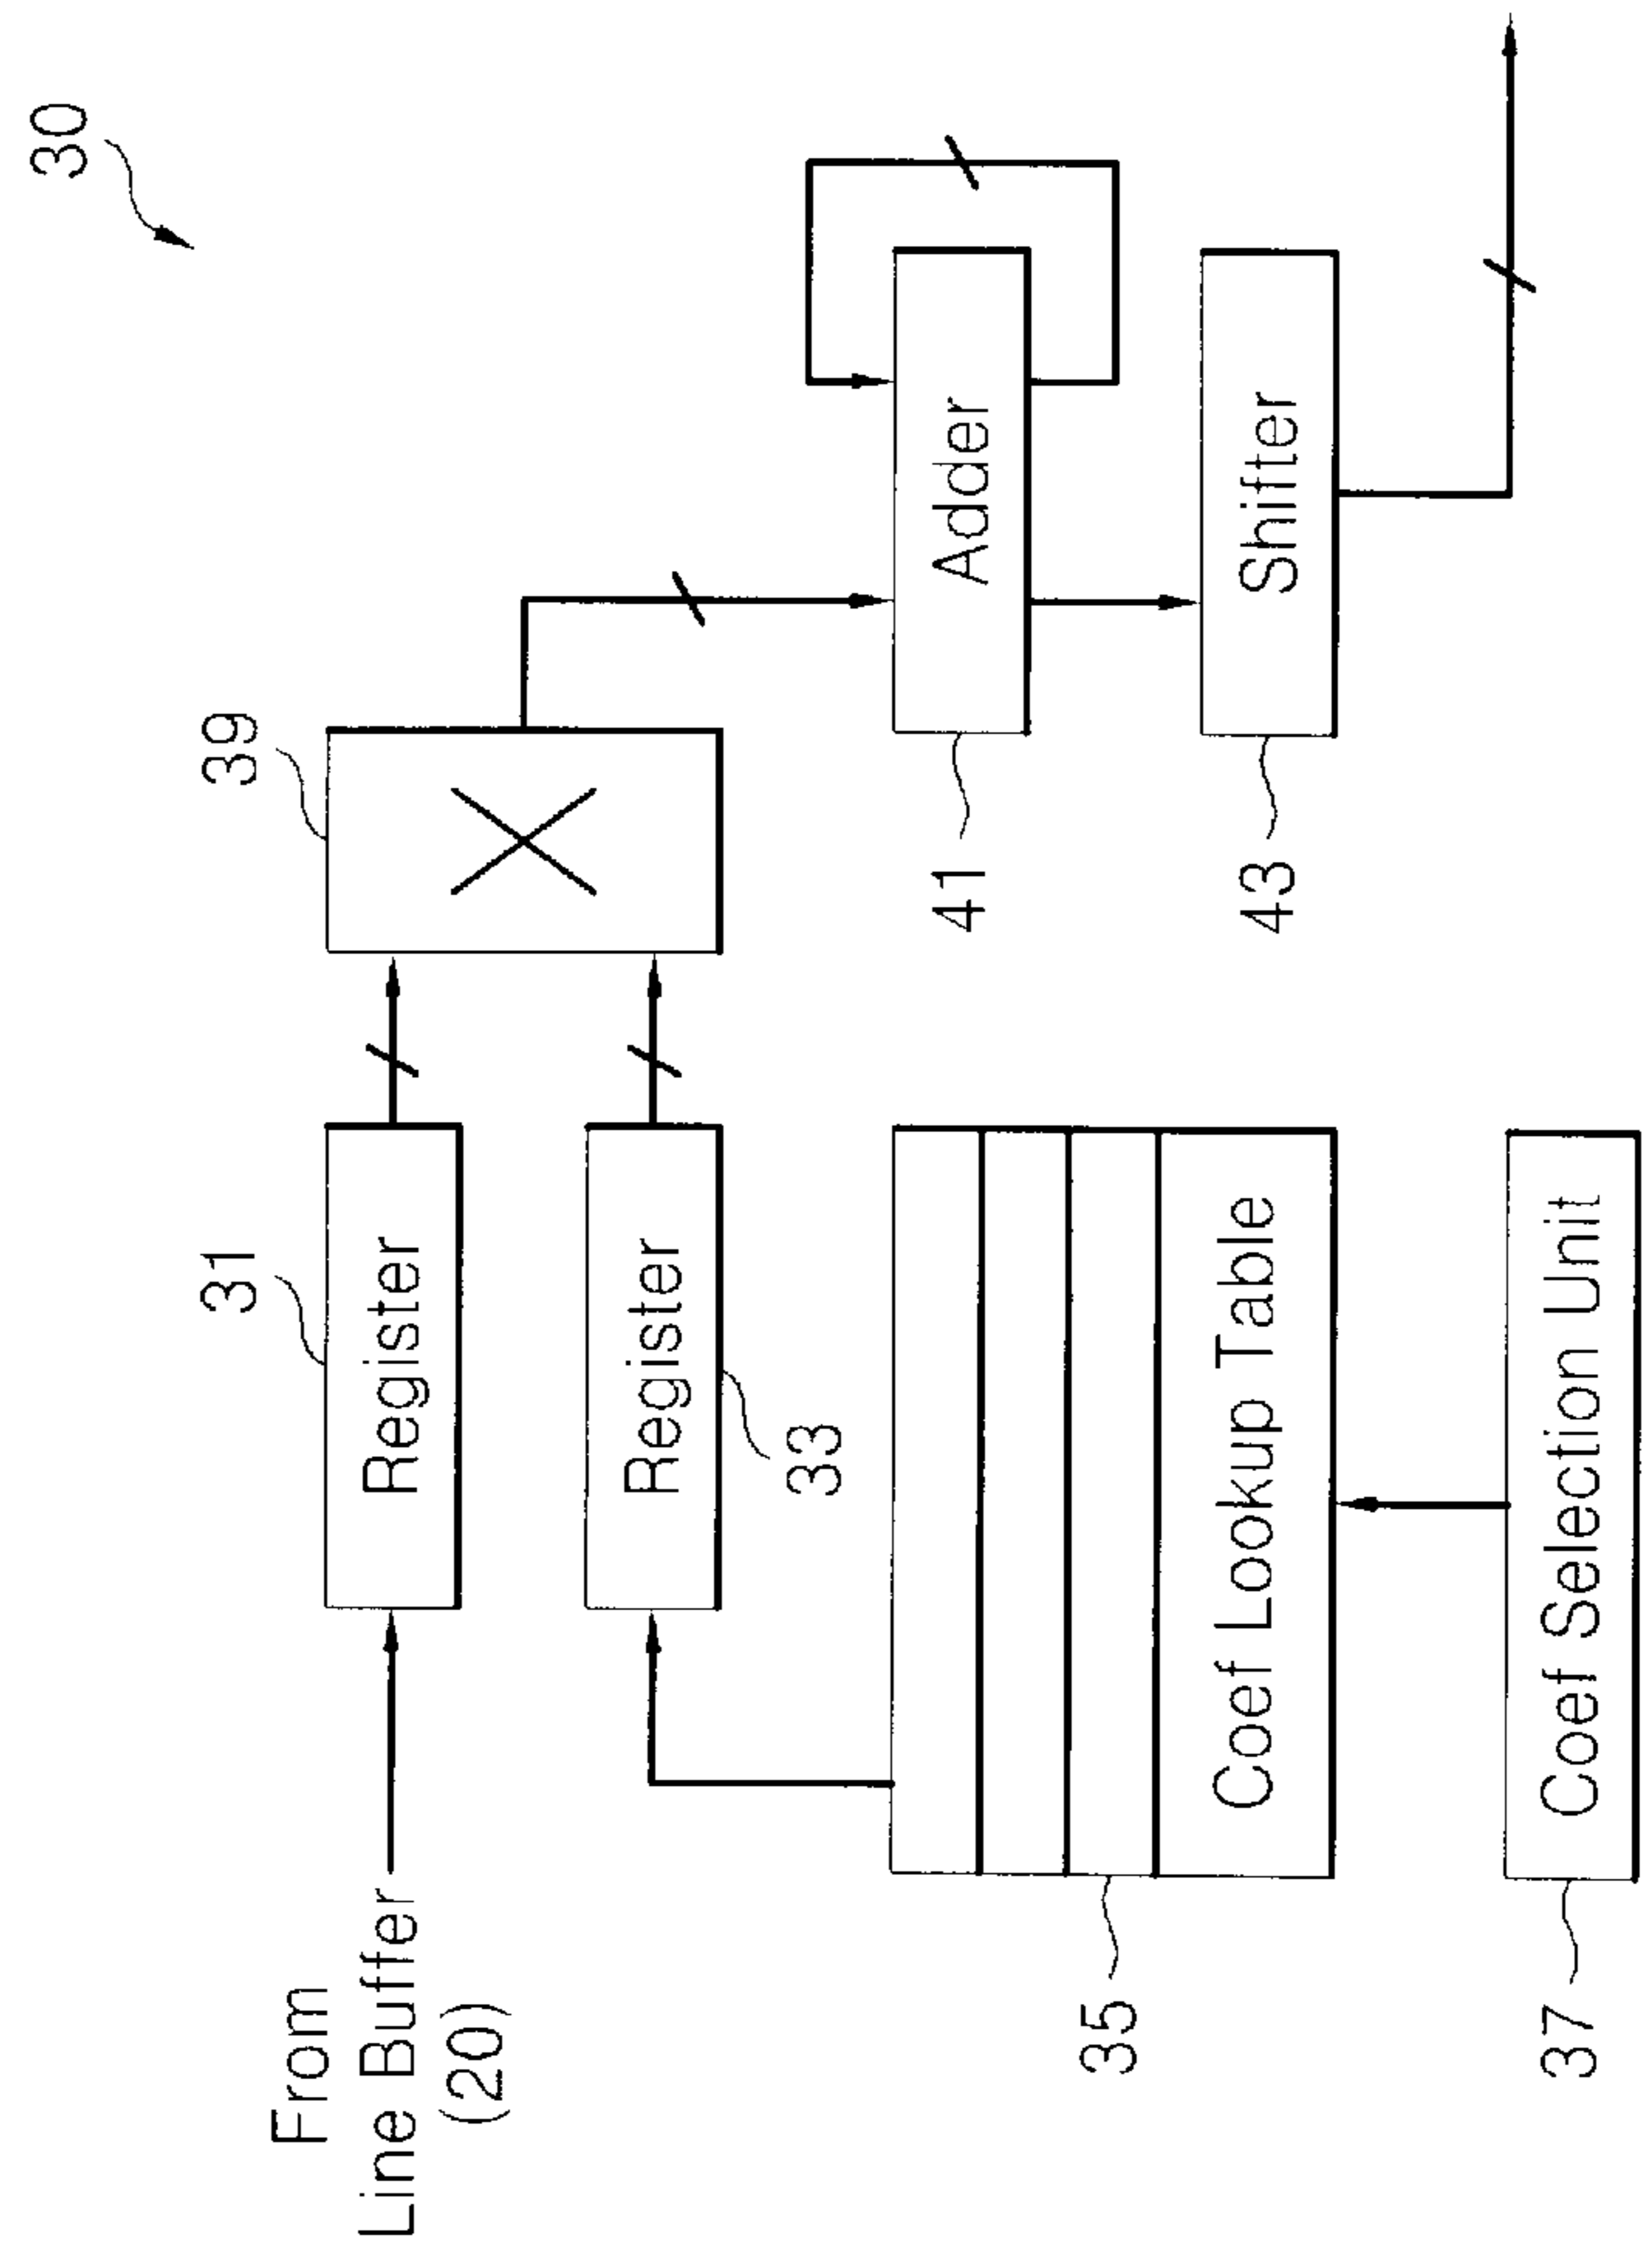 30
31
39
From
Line Buffer
(20)
Register
Register
33
Adder
41
35
Coef Lookup Table
Shifter
43
37
Coef Selection Unit